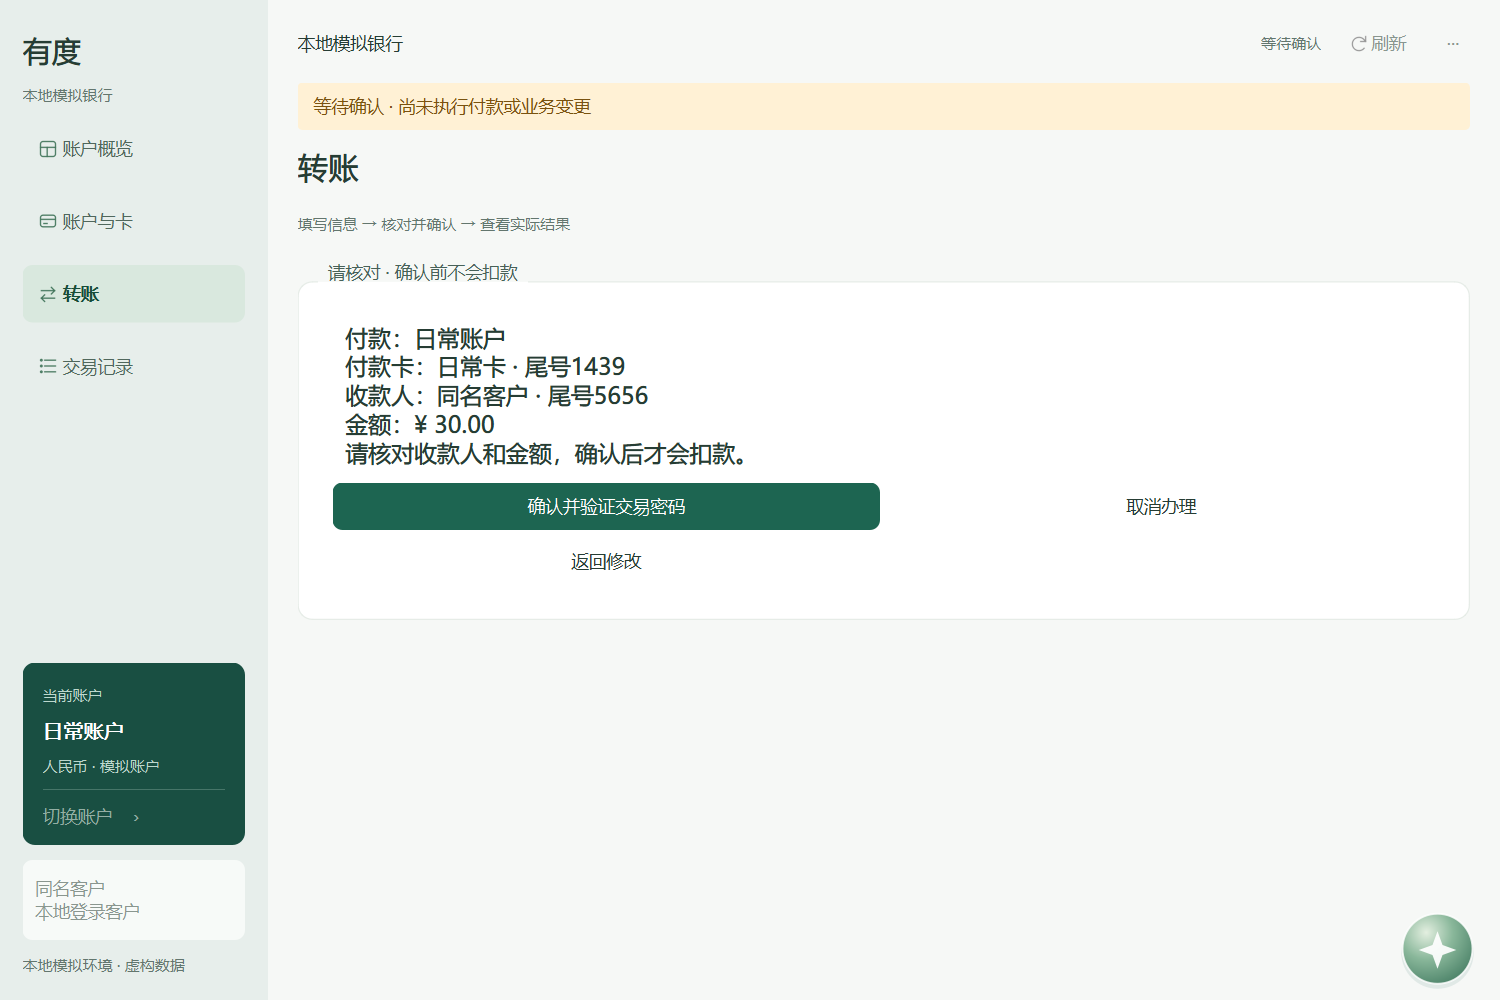 有度
本地模拟银行
账户概览
账户与卡
转账
交易记录
当前账户
日常账户
人民币 · 模拟账户
切换账户 ›
同名客户
本地登录客户
本地模拟环境 · 虚构数据
本地模拟银行
等待确认
刷新
···
等待确认 · 尚未执行付款或业务变更
转账
填写信息 → 核对并确认 → 查看实际结果
请核对 · 确认前不会扣款
付款：日常账户
付款卡：日常卡 · 尾号1439
收款人：同名客户 · 尾号5656
金额：¥ 30.00
请核对收款人和金额，确认后才会扣款。
确认并验证交易密码
取消办理
返回修改